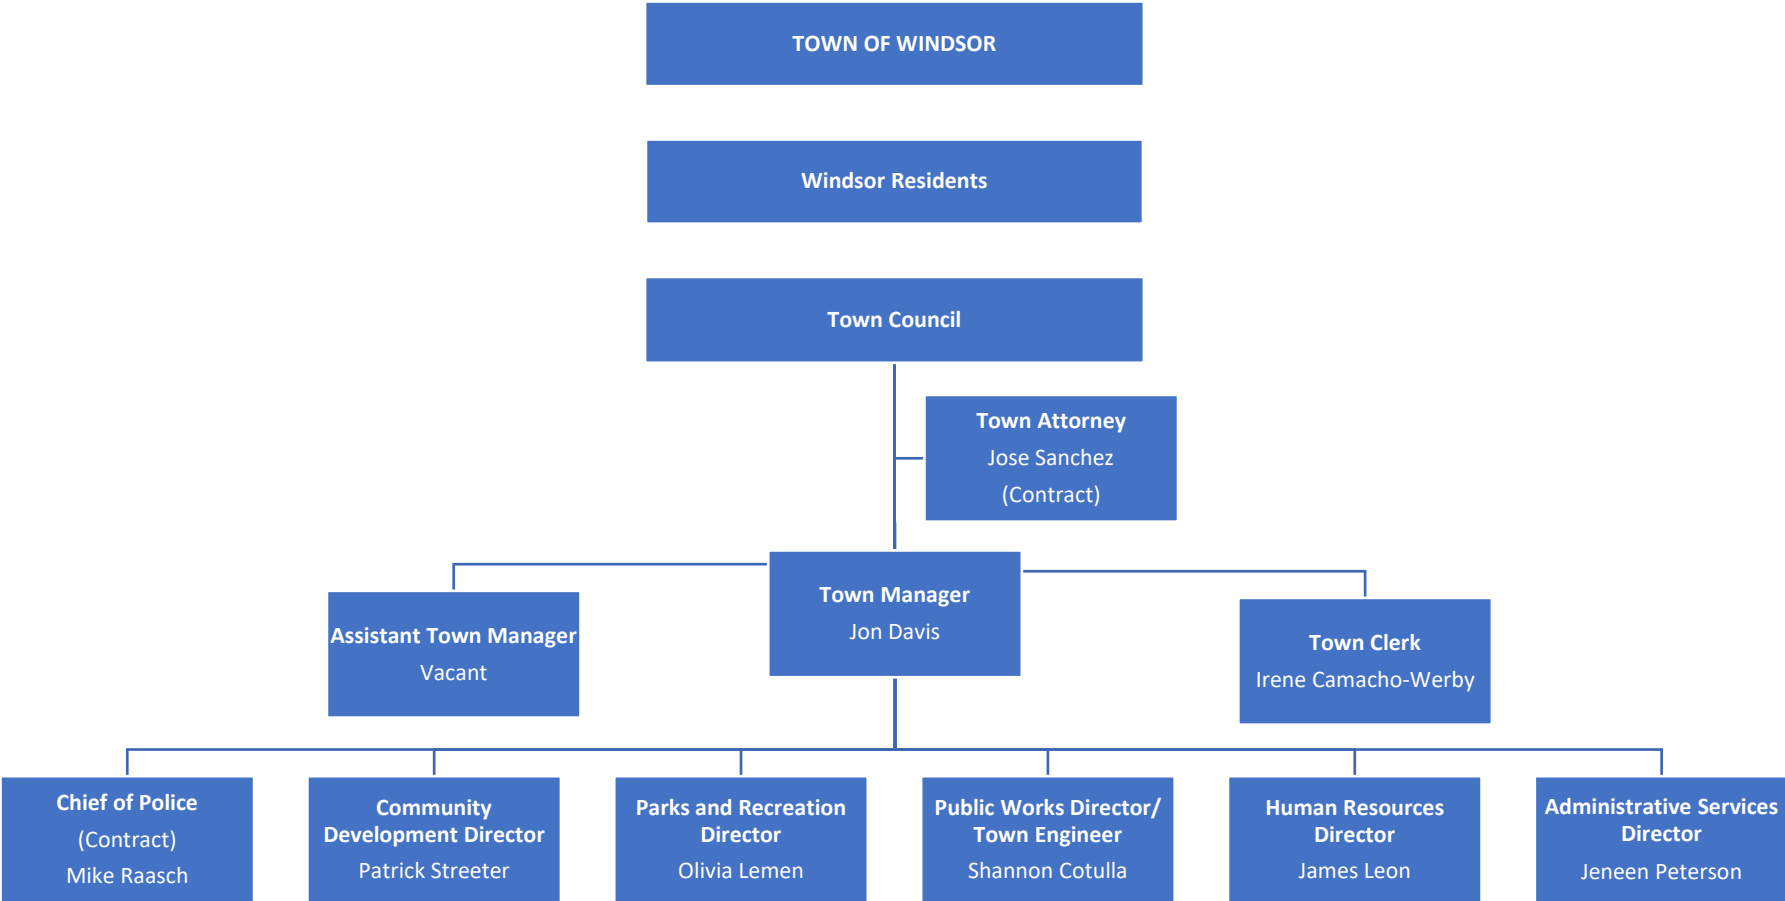 TOWN OF WINDSOR
Windsor Residents
Town Council
Town Attorney
Jose Sanchez
(Contract)
Town Manager
Jon Davis
Assistant Town Manager
Vacant
Town Clerk
Irene Camacho-Werby
Chief of Police
(Contract)
Mike Raasch
Community
Development Director
Patrick Streeter
Parks and Recreation
Director
Olivia Lemen
Public Works Director/
Town Engineer
Shannon Cotulla
Human Resources
Director
James Leon
Administrative Services
Director
Jeneen Peterson